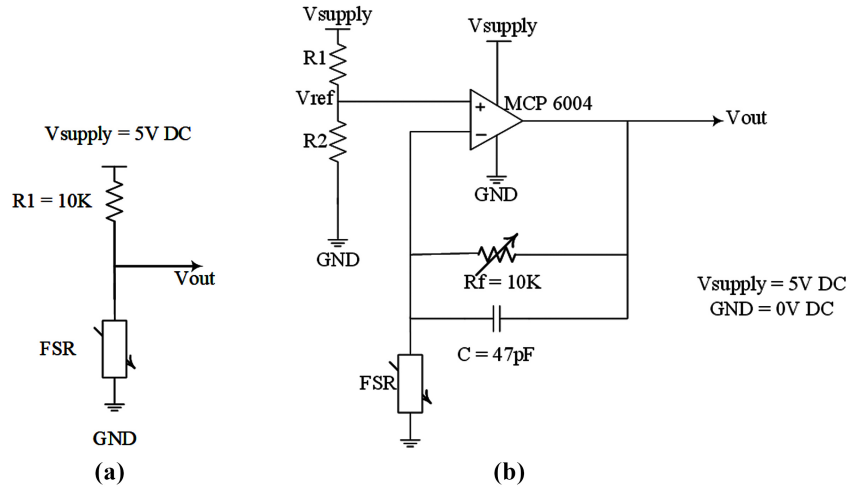 Vsupply = 5V DC
R1 = 10K
Vout
FSR
GND
(a)
Vsupply
R1
Vref
R2
GND
Vsupply
+
MCP 6004
−
GND
Vout
Rf = 10K
C = 47pF
FSR
Vsupply = 5V DC
GND = 0V DC
(b)